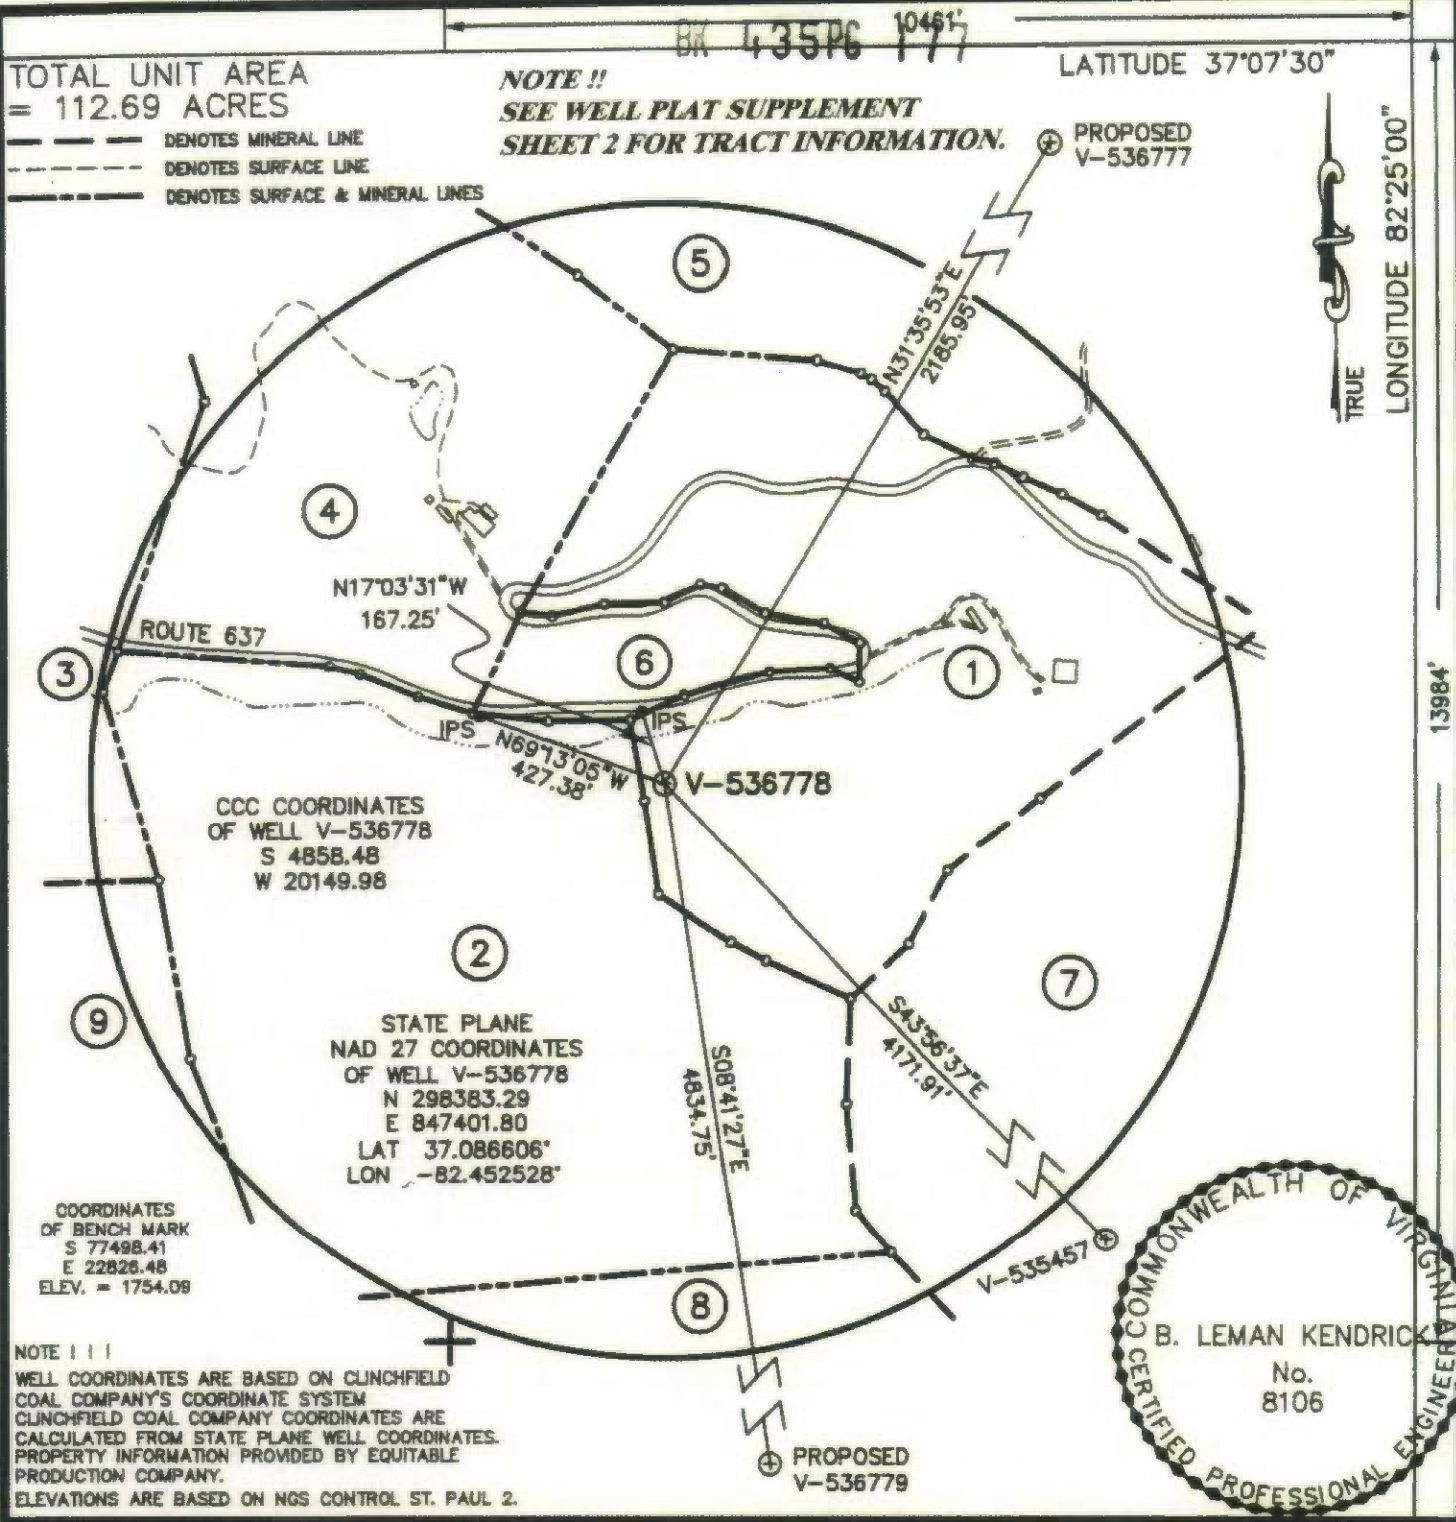 10461'
BK 435PG 177
TOTAL UNIT AREA
= 112.69 ACRES
DENOTES MINERAL LINE
DENOTES SURFACE LINE
DENOTES SURFACE & MINERAL LINES
NOTE !!
SEE WELL PLAT SUPPLEMENT
SHEET 2 FOR TRACT INFORMATION.
LATITUDE 37°07'30"
PROPOSED
V-536777
LONGITUDE 82°25'00"
TRUE
5
N31°35'53"E
2185.95'
4
N17°03'31"W
167.25'
ROUTE 637
3
6
1
13984'
IPS
IPS
N69°13'05"W
427.38'
V-536778
CCC COORDINATES
OF WELL V-536778
S 4858.48
W 20149.98
2
7
9
STATE PLANE
NAD 27 COORDINATES
OF WELL V-536778
N 298383.29
E 847401.80
LAT 37.086606°
LON -82.452528°
S08°41'27"E
4834.75'
S43°56'37"E
4171.91'
V-535457
COORDINATES
OF BENCH MARK
S 77498.41
E 22826.48
ELEV. = 1754.09
8
NOTE ! ! !
WELL COORDINATES ARE BASED ON CLINCHFIELD
COAL COMPANY'S COORDINATE SYSTEM
CLINCHFIELD COAL COMPANY COORDINATES ARE
CALCULATED FROM STATE PLANE WELL COORDINATES.
PROPERTY INFORMATION PROVIDED BY EQUITABLE
PRODUCTION COMPANY.
ELEVATIONS ARE BASED ON NGS CONTROL ST. PAUL 2.
PROPOSED
V-536779
COMMONWEALTH OF VIRGINIA
B. LEMAN KENDRICK
No.
8106
CERTIFIED PROFESSIONAL ENGINEER